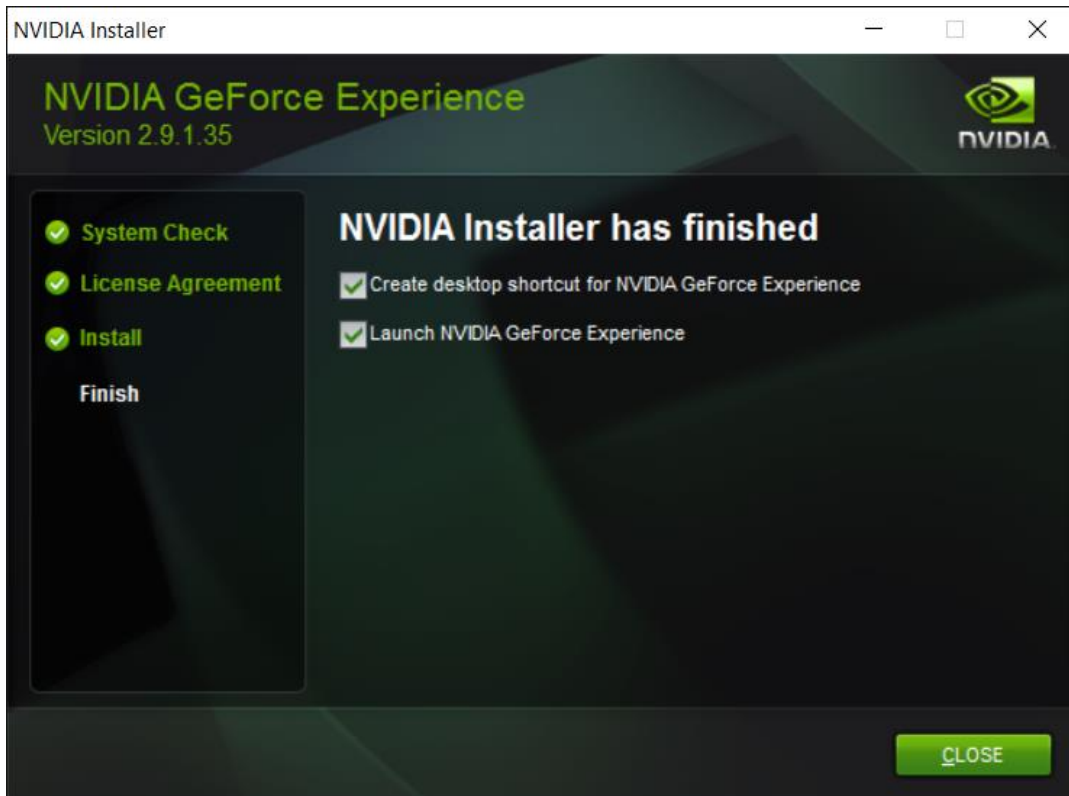 NVIDIA Installer
NVIDIA GeForce Experience
Version 2.9.1.35
NVIDIA.
System Check
License Agreement
Install
Finish
NVIDIA Installer has finished
Create desktop shortcut for NVIDIA GeForce Experience
Launch NVIDIA GeForce Experience
CLOSE